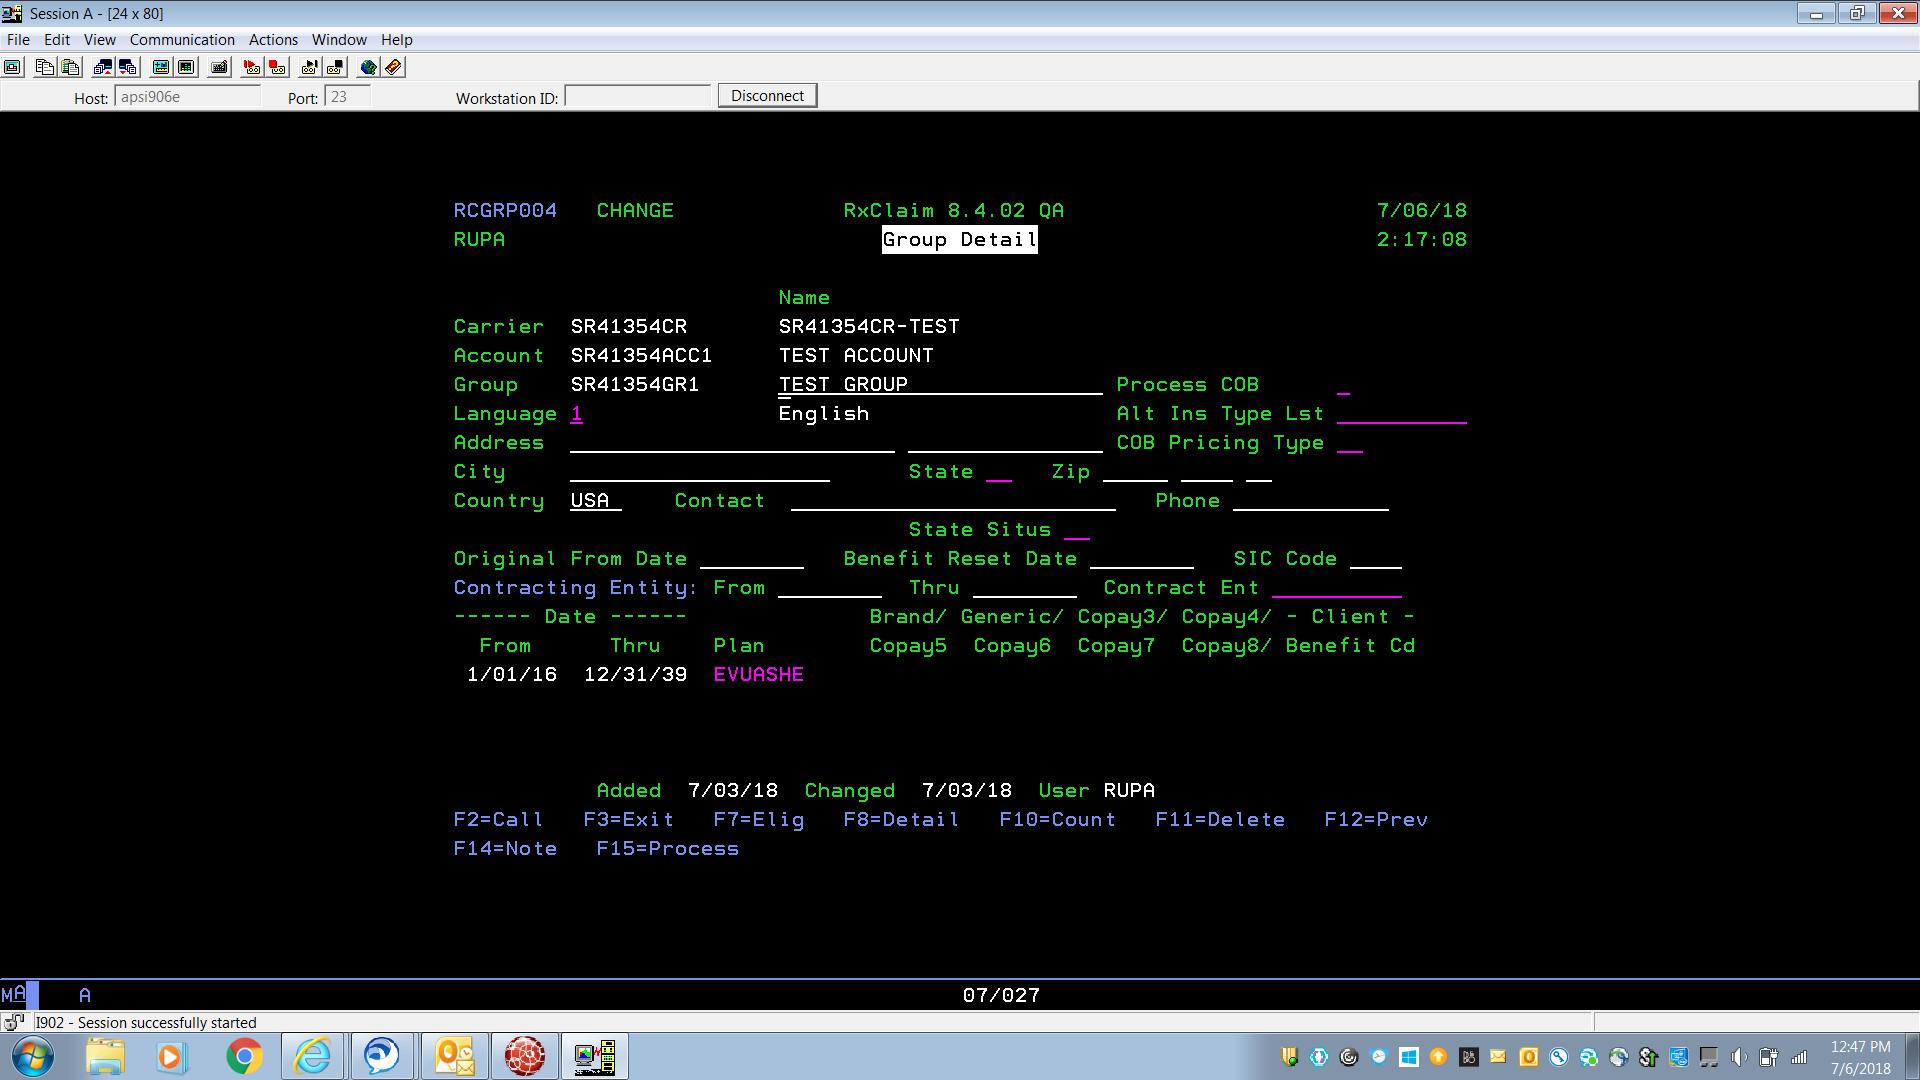 Session A - [24 x 80]
File Edit View Communication Actions Window Help
Host: apsi906e Port: 23 Workstation ID: Disconnect
RCGRP004 CHANGE RxClaim 8.4.02 QA 7/06/18
RUPA Group Detail 2:17:08
Name
Carrier SR41354CR SR41354CR-TEST
Account SR41354ACC1 TEST ACCOUNT
Group SR41354GR1 TEST GROUP Process COB
Language 1 English Alt Ins Type Lst
Address COB Pricing Type
City State Zip
Country USA Contact Phone
State Situs
Original From Date Benefit Reset Date SIC Code
Contracting Entity: From Thru Contract Ent
------ Date ------ Brand/ Generic/ Copay3/ Copay4/ - Client -
From Thru Plan Copay5 Copay6 Copay7 Copay8/ Benefit Cd
1/01/16 12/31/39 EVUASHE
Added 7/03/18 Changed 7/03/18 User RUPA
F2=Call F3=Exit F7=Elig F8=Detail F10=Count F11=Delete F12=Prev
F14=Note F15=Process
MA A 07/027
I902 - Session successfully started
12:47 PM
7/6/2018